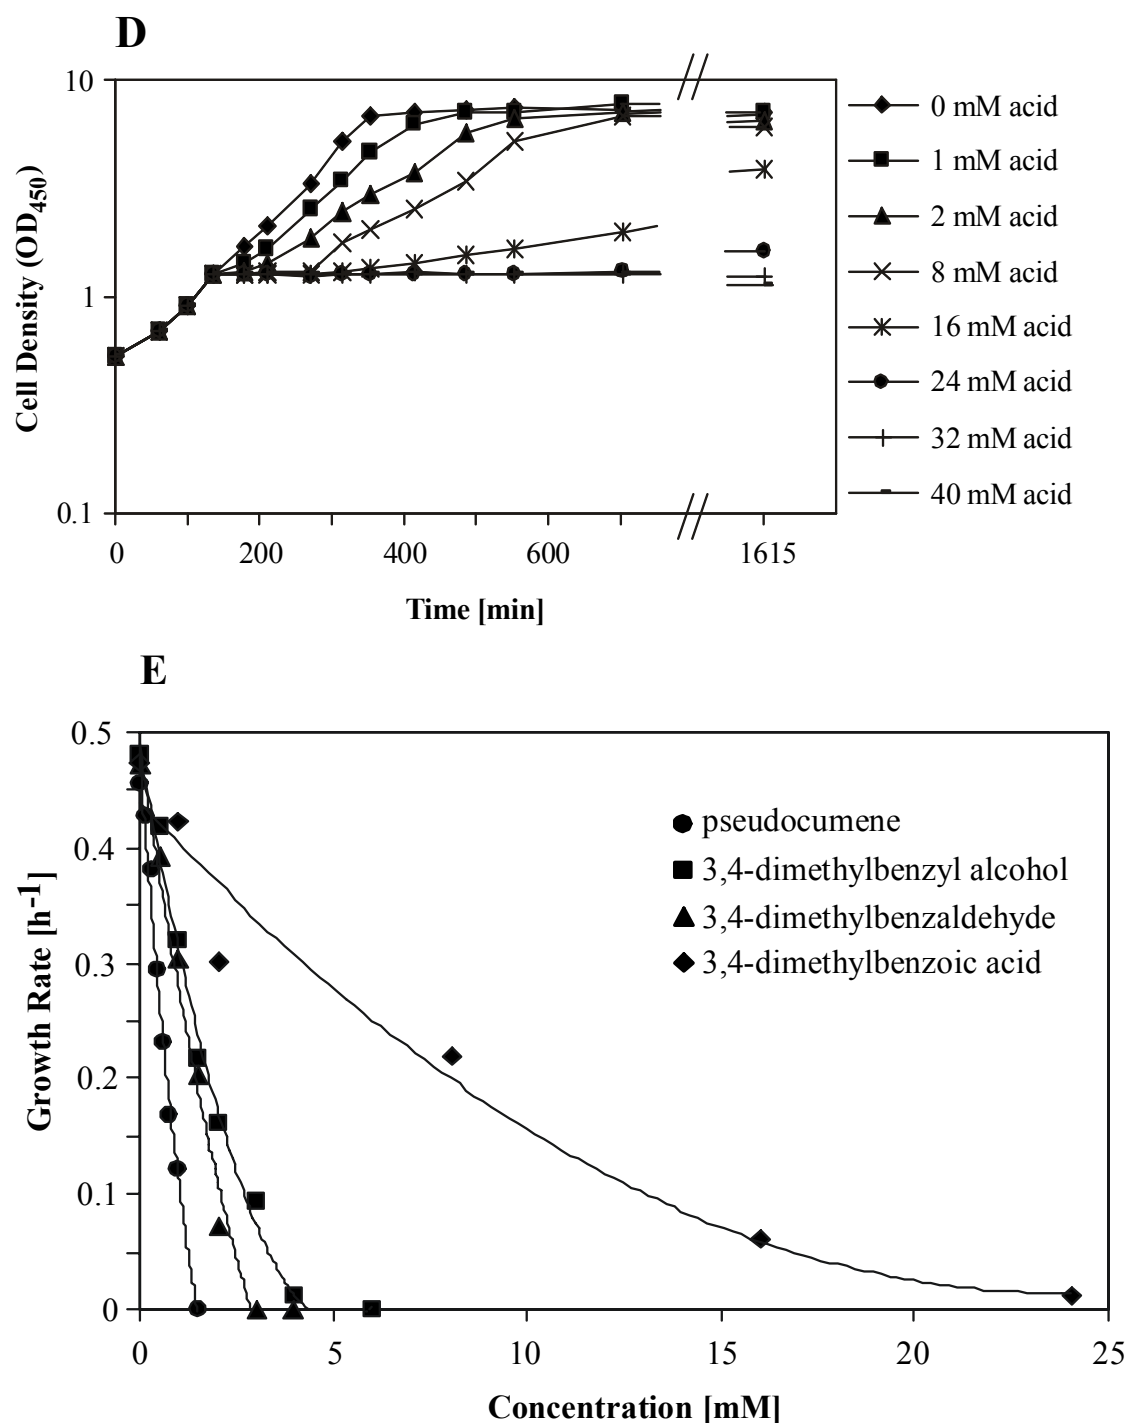 D
10
1
0.1
Cell Density (OD450)
0
200
400
600
1615
Time [min]
0 mM acid
1 mM acid
2 mM acid
8 mM acid
16 mM acid
24 mM acid
32 mM acid
40 mM acid
E
0.5
0.4
0.3
0.2
0.1
0
Growth Rate [h-1]
pseudocumene
3,4-dimethylbenzyl alcohol
3,4-dimethylbenzaldehyde
3,4-dimethylbenzoic acid
0
5
10
15
20
25
Concentration [mM]